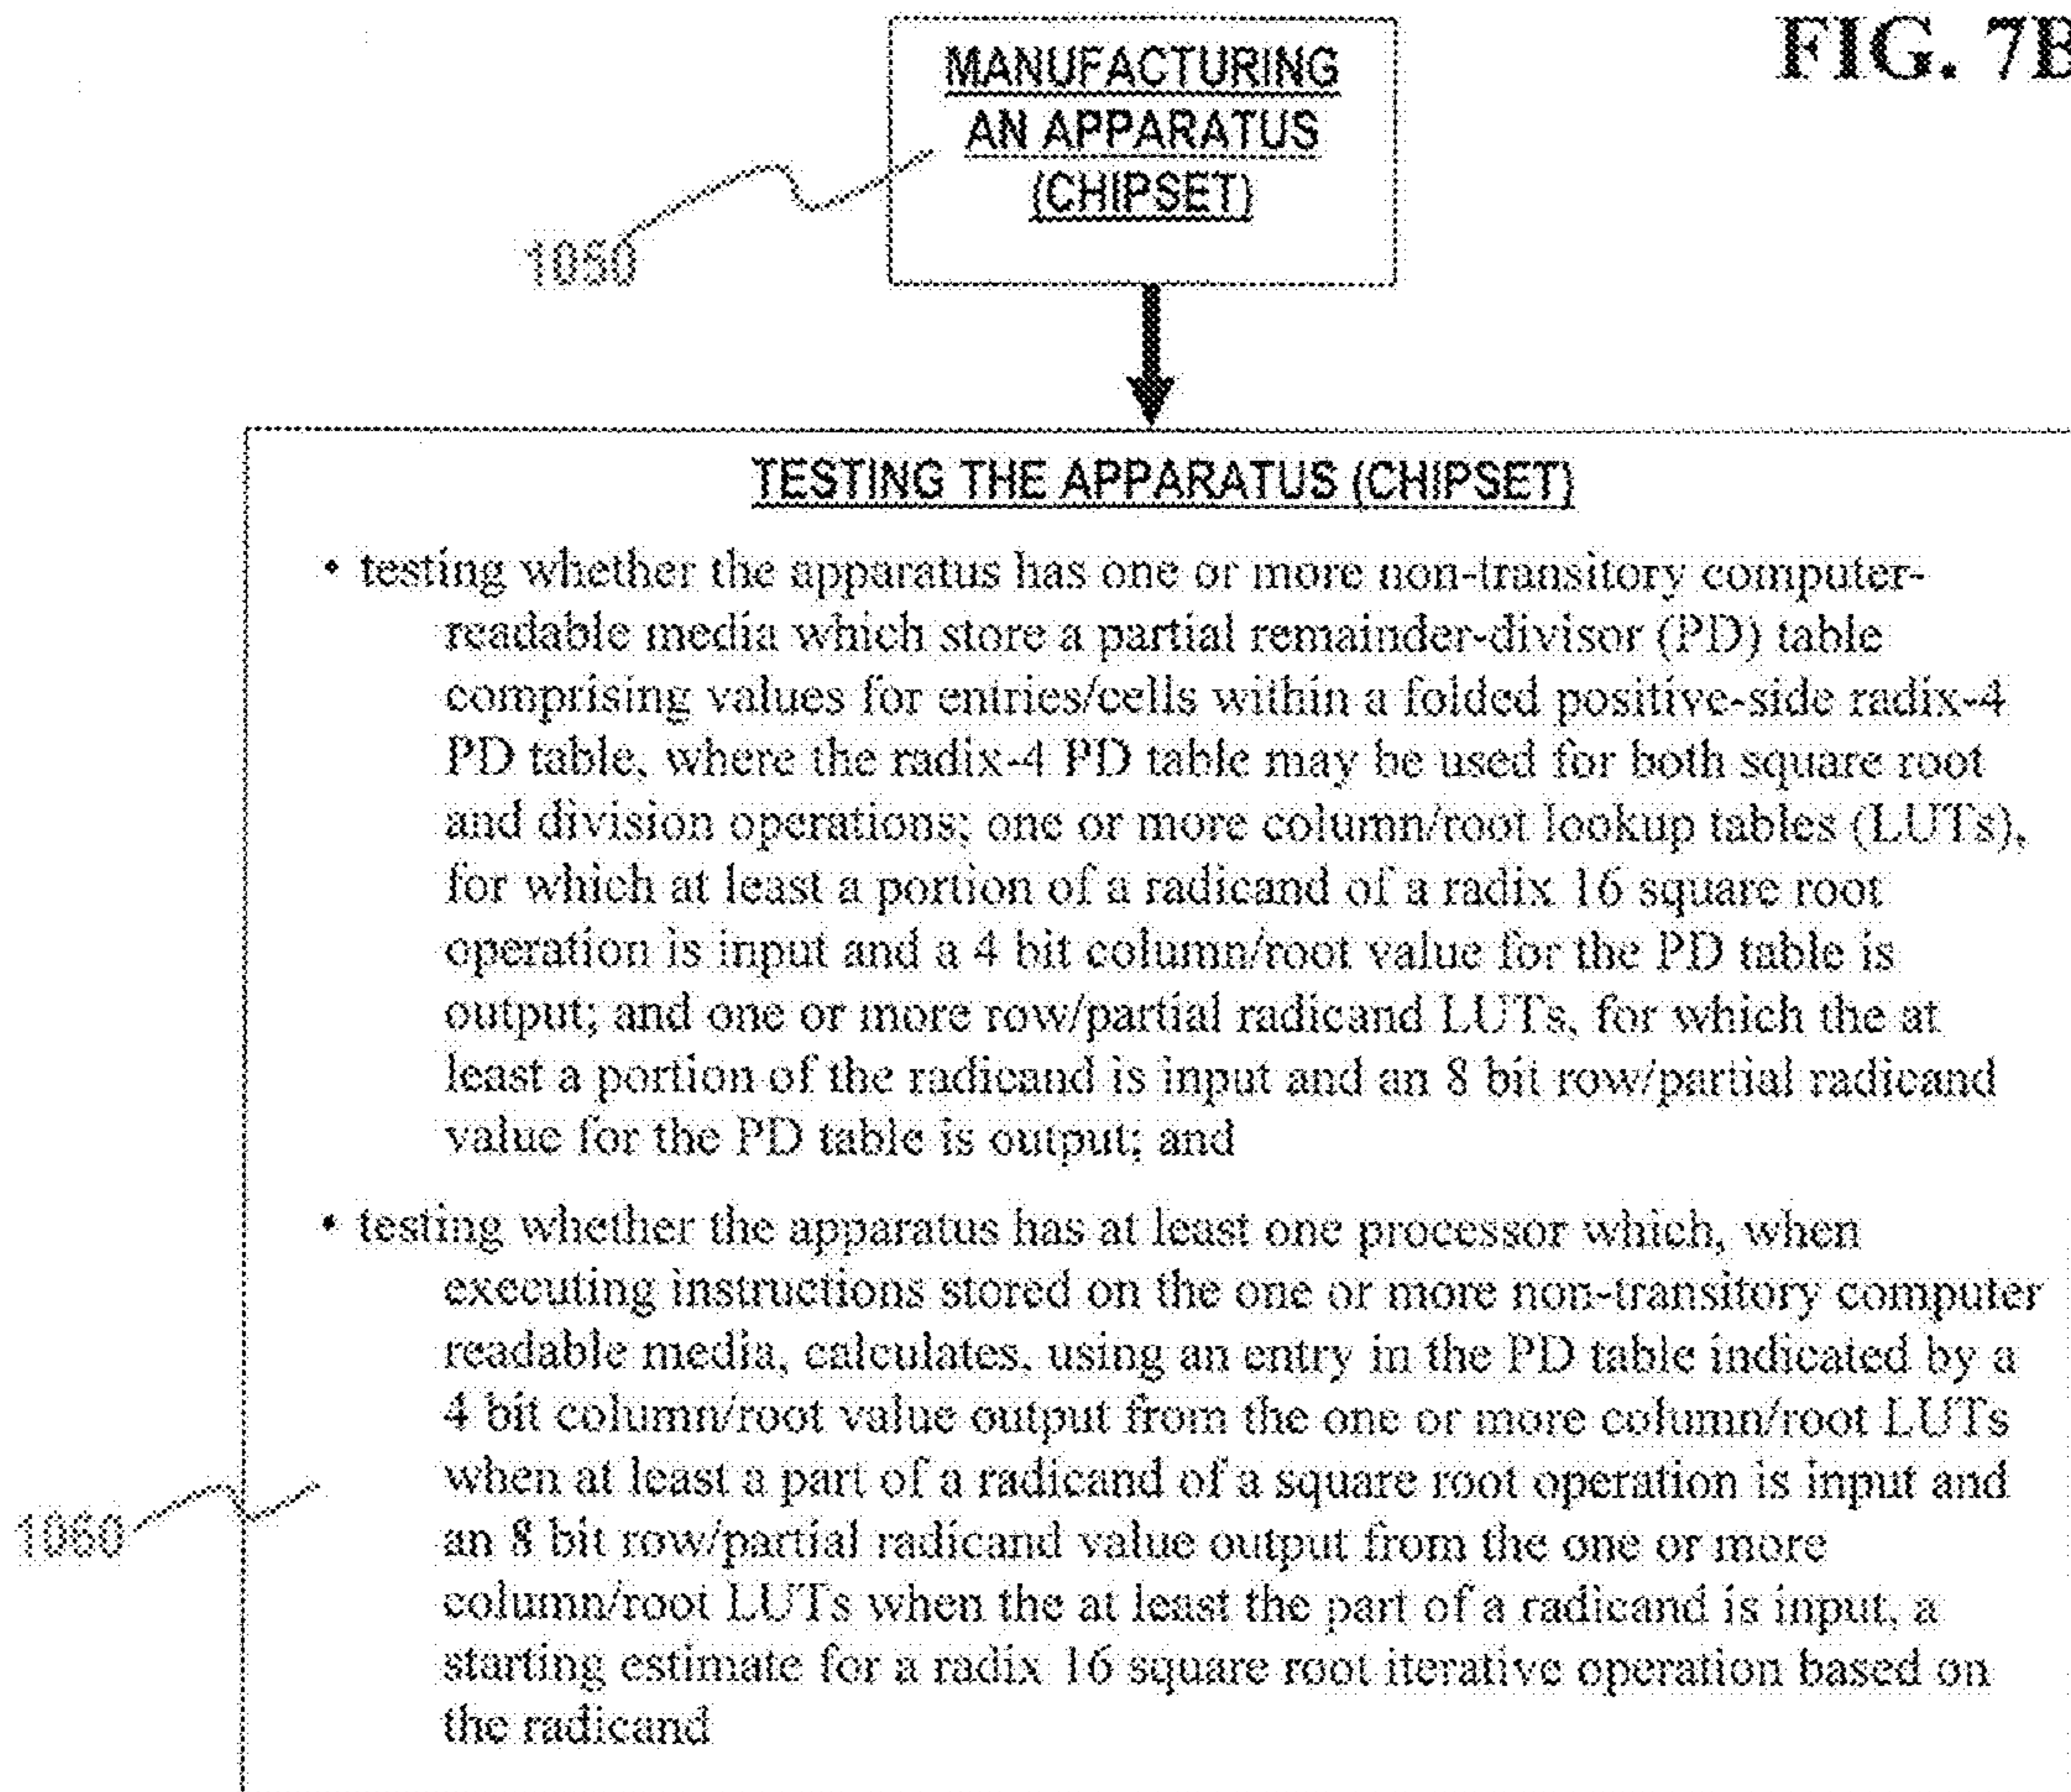 FIG. 7B
MANUFACTURING
AN APPARATUS
(CHIPSET)
1050
TESTING THE APPARATUS (CHIPSET)
• testing whether the apparatus has one or more non-transitory computer-
readable media which store a partial remainder-divisor (PD) table
comprising values for entries/cells within a folded positive-side radix-4
PD table, where the radix-4 PD table may be used for both square root
and division operations; one or more column/root lookup tables (LUTs),
for which at least a portion of a radicand of a radix 16 square root
operation is input and a 4 bit column/root value for the PD table is
output; and one or more row/partial radicand LUTs, for which the at
least a portion of the radicand is input and an 8 bit row/partial radicand
value for the PD table is output; and
• testing whether the apparatus has at least one processor which, when
executing instructions stored on the one or more non-transitory computer
readable media, calculates, using an entry in the PD table indicated by a
4 bit column/root value output from the one or more column/root LUTs
when at least a part of a radicand of a square root operation is input and
an 8 bit row/partial radicand value output from the one or more
column/root LUTs when the at least the part of a radicand is input, a
starting estimate for a radix 16 square root iterative operation based on
the radicand
1060